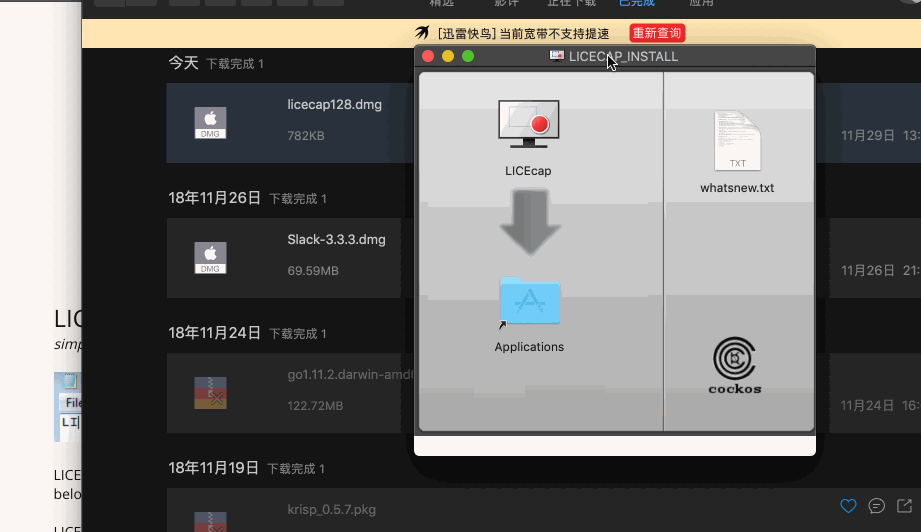 精选 影评 正在下载 已完成 应用
[迅雷快鸟] 当前宽带不支持提速 重新查询
LICECAP_INSTALL
今天 下载完成 1
licecap128.dmg
DMG
782KB
11月29日 13:
LICEcap
TXT
whatsnew.txt
18年11月26日 下载完成 1
Slack-3.3.3.dmg
DMG
69.59MB
11月26日 21:
Applications
18年11月24日 下载完成 1
go1.11.2.darwin-amd
122.72MB
11月24日 16:
cockos
18年11月19日 下载完成 1
krisp_0.5.7.pkg
LIC
simp
File
LI
LICE
belo
LICE